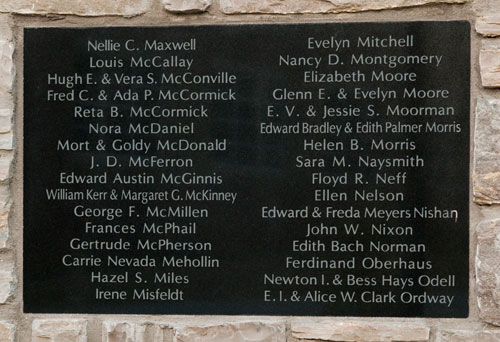 Nellie C. Maxwell
Louis McCallay
Hugh E. & Vera S. McConville
Fred C. & Ada P. McCormick
Reta B. McCormick
Nora McDaniel
Mort & Goldy McDonald
J. D. McFerron
Edward Austin McGinnis
William Kerr & Margaret G. McKinney
George F. McMillen
Frances McPhail
Gertrude McPherson
Carrie Nevada Mehollin
Hazel S. Miles
Irene Misfeldt
Evelyn Mitchell
Nancy D. Montgomery
Elizabeth Moore
Glenn E. & Evelyn Moore
E. V. & Jessie S. Moorman
Edward Bradley & Edith Palmer Morris
Helen B. Morris
Sara M. Naysmith
Floyd R. Neff
Ellen Nelson
Edward & Freda Meyers Nishan
John W. Nixon
Edith Bach Norman
Ferdinand Oberhaus
Newton I. & Bess Hays Odell
E. I. & Alice W. Clark Ordway